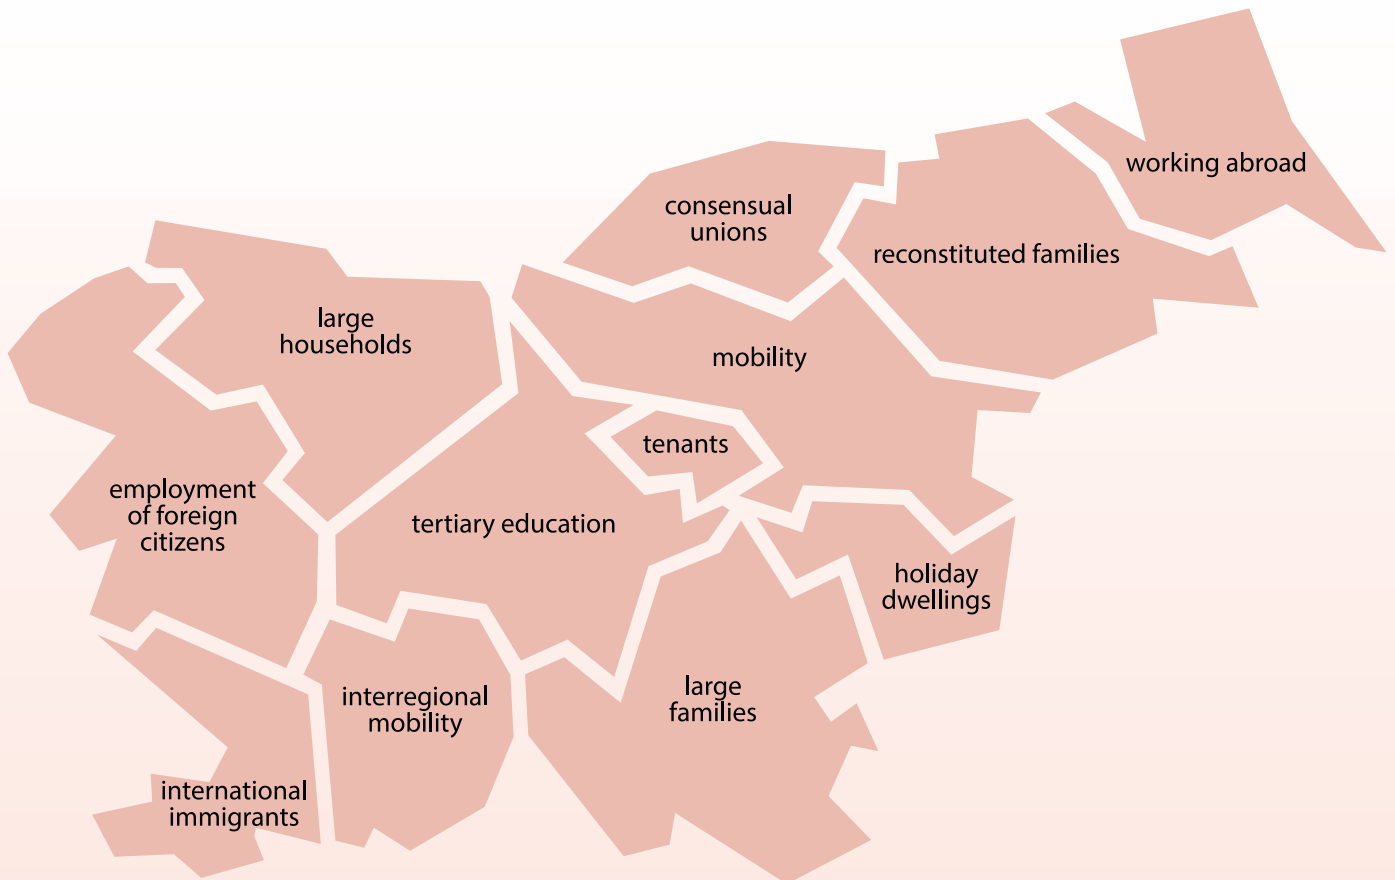 working abroad
consensual
unions
reconstituted families
large
households
mobility
tenants
employment
of foreign
citizens
tertiary education
holiday
dwellings
interregional
mobility
large
families
international
immigrants